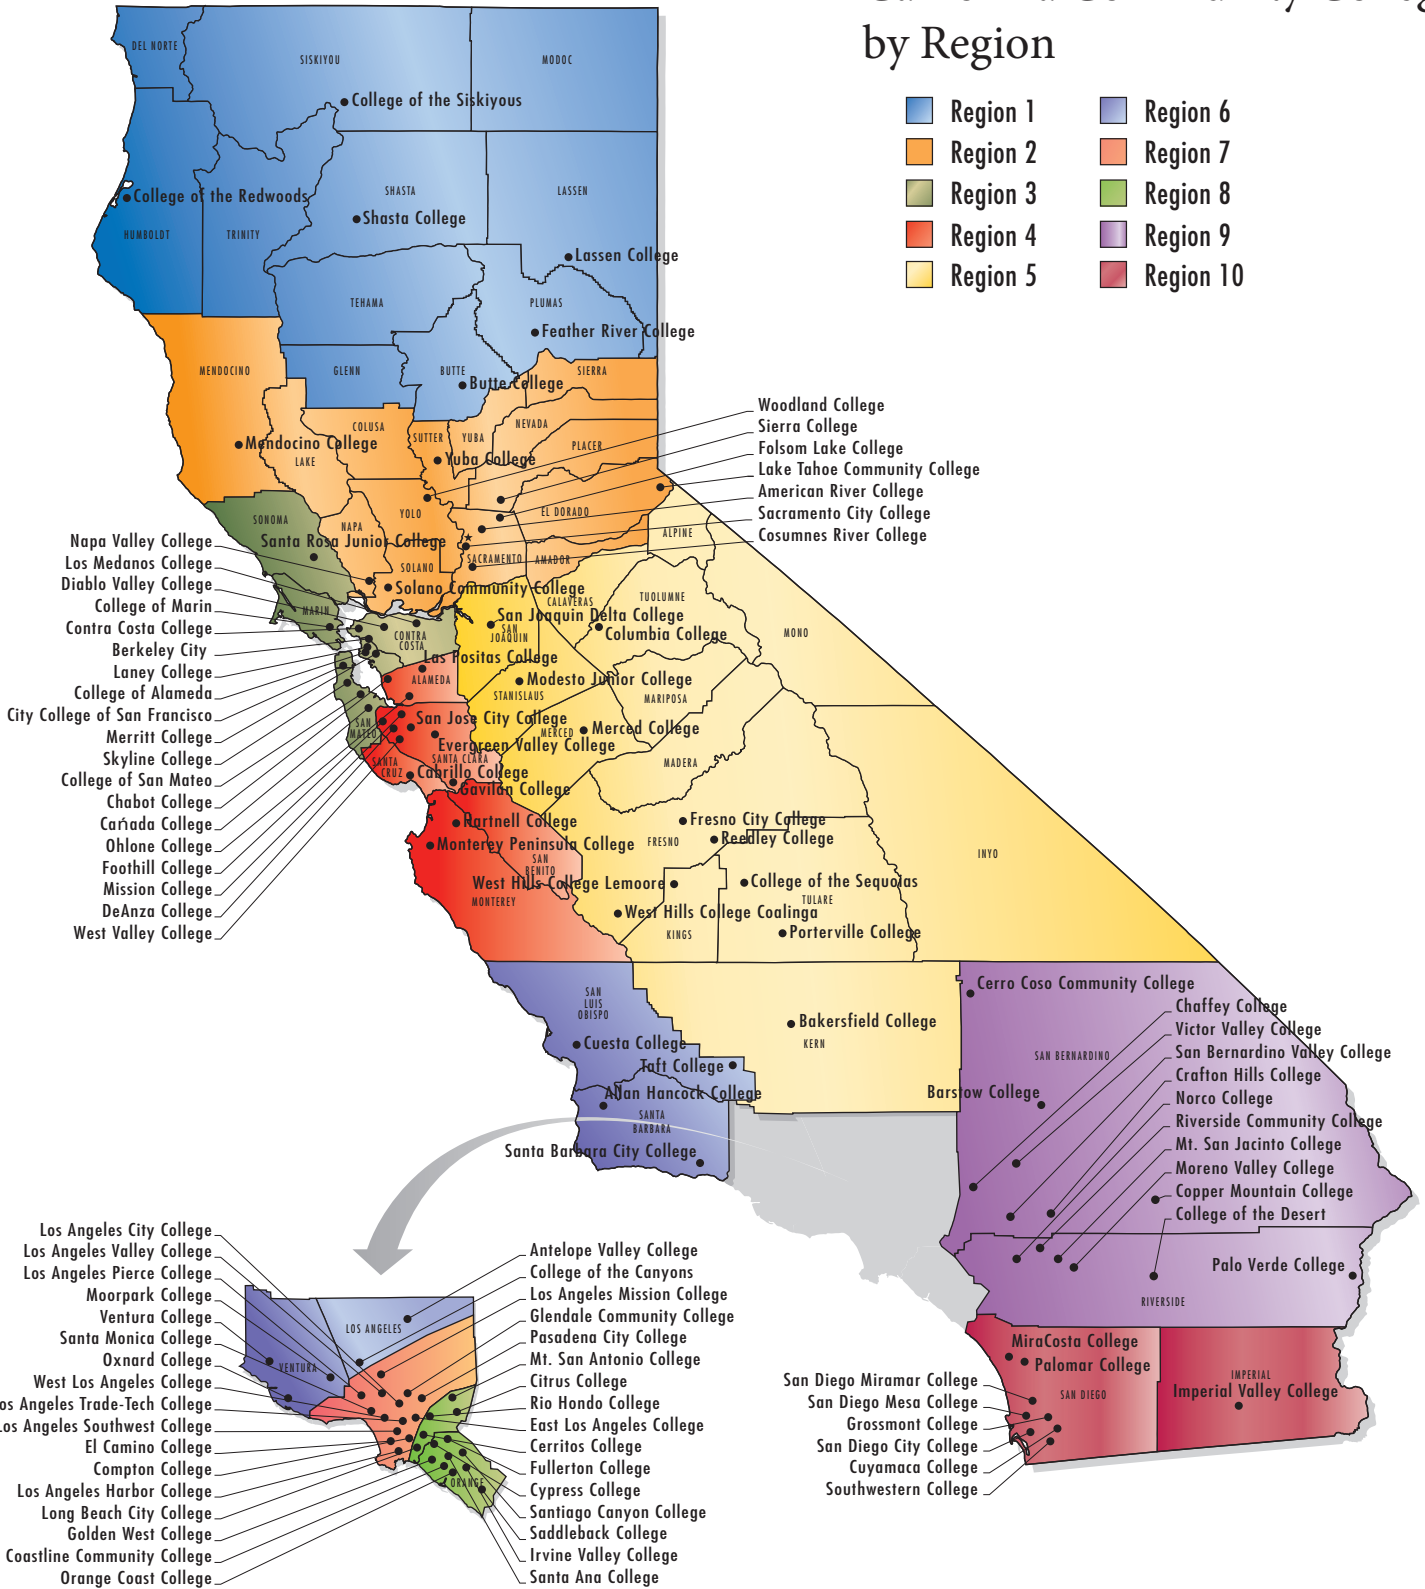 by Region
Region 1
Region 2
Region 3
Region 4
Region 5
Region 6
Region 7
Region 8
Region 9
Region 10
DEL NORTE
SISKIYOU
MODOC
College of the Siskiyous
College of the Redwoods
HUMBOLDT
TRINITY
SHASTA
Shasta College
LASSEN
Lassen College
TEHAMA
PLUMAS
Feather River College
GLENN
BUTTE
Butte College
MENDOCINO
Mendocino College
LAKE
COLUSA
SUTTER
YUBA
Yuba College
SIERRA
NEVADA
PLACER
EL DORADO
YOLO
NAPA
SOLANO
Solano Community College
SACRAMENTO
AMADOR
ALPINE
Woodland College
Sierra College
Folsom Lake College
Lake Tahoe Community College
American River College
Sacramento City College
Cosumnes River College
SONOMA
Santa Rosa Junior College
MARIN
CONTRA
COSTA
Napa Valley College
Los Medanos College
Diablo Valley College
College of Marin
Contra Costa College
Berkeley City
Laney College
College of Alameda
City College of San Francisco
Merritt College
Skyline College
College of San Mateo
Chabot College
Cańada College
Ohlone College
Foothill College
Mission College
DeAnza College
West Valley College
Las Positas College
ALAMEDA
SAN
MATEO
San Jose City College
Evergreen Valley College
SANTA CLARA
SANTA
CRUZ
Cabrillo College
Gavilan College
Hartnell College
Monterey Peninsula College
SAN
BENITO
MONTEREY
CALAVERAS
San Joaquin Delta College
SAN
JOAQUIN
Columbia College
TUOLUMNE
MONO
STANISLAUS
Modesto Junior College
MARIPOSA
MERCED
Merced College
MADERA
Fresno City College
FRESNO
Reedley College
West Hills College Lemoore
College of the Sequoias
TULARE
West Hills College Coalinga
KINGS
Porterville College
INYO
SAN
LUIS
OBISPO
Cuesta College
Taft College
Allan Hancock College
SANTA
BARBARA
Santa Barbara City College
Bakersfield College
KERN
Cerro Coso Community College
SAN BERNARDINO
Barstow College
Chaffey College
Victor Valley College
San Bernardino Valley College
Crafton Hills College
Norco College
Riverside Community College
Mt. San Jacinto College
Moreno Valley College
Copper Mountain College
College of the Desert
Palo Verde College
RIVERSIDE
MiraCosta College
Palomar College
SAN DIEGO
San Diego Miramar College
San Diego Mesa College
Grossmont College
San Diego City College
Cuyamaca College
Southwestern College
IMPERIAL
Imperial Valley College
Los Angeles City College
Los Angeles Valley College
Los Angeles Pierce College
Moorpark College
Ventura College
Santa Monica College
Oxnard College
West Los Angeles College
os Angeles Trade-Tech College
os Angeles Southwest College
El Camino College
Compton College
Los Angeles Harbor College
Long Beach City College
Golden West College
Coastline Community College
Orange Coast College
LOS ANGELES
VENTURA
ORANGE
Antelope Valley College
College of the Canyons
Los Angeles Mission College
Glendale Community College
Pasadena City College
Mt. San Antonio College
Citrus College
Rio Hondo College
East Los Angeles College
Cerritos College
Fullerton College
Cypress College
Santiago Canyon College
Saddleback College
Irvine Valley College
Santa Ana College